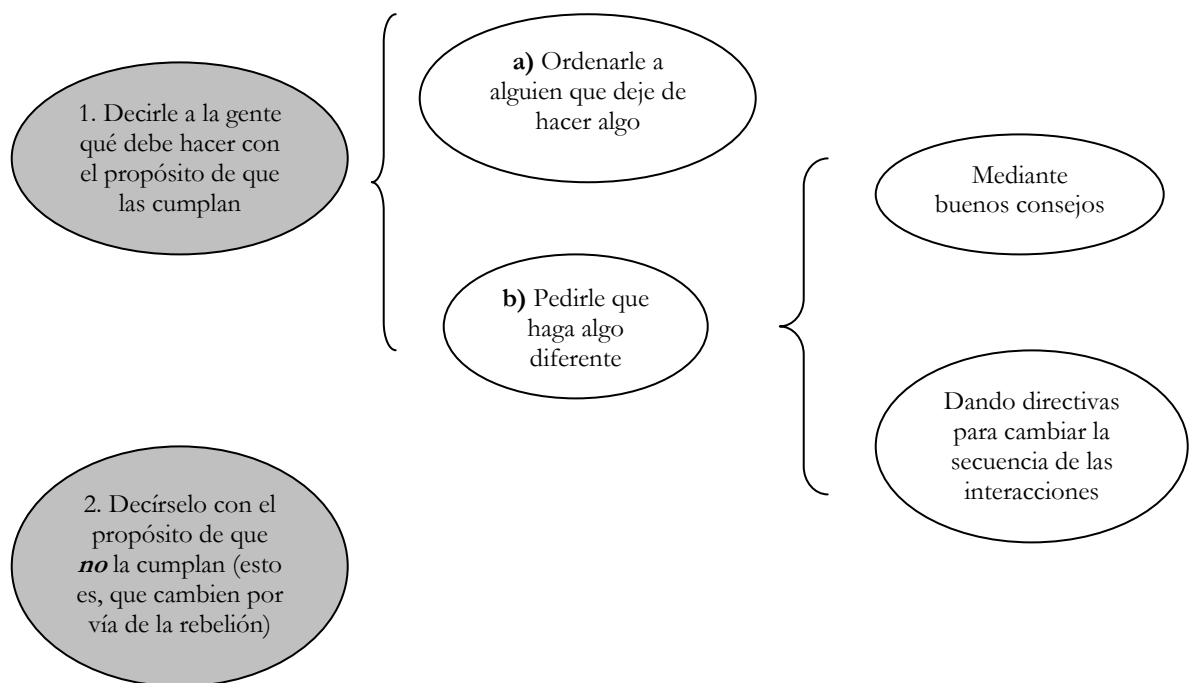 1. Decirle a la gente
qué debe hacer con
el propósito de que
las cumplan
a) Ordenarle a
alguien que deje de
hacer algo
b) Pedirle que
haga algo
diferente
Mediante
buenos consejos
Dando directivas
para cambiar la
secuencia de las
interacciones
2. Decírselo con el
propósito de que
no la cumplan (esto
es, que cambien por
vía de la rebelión)